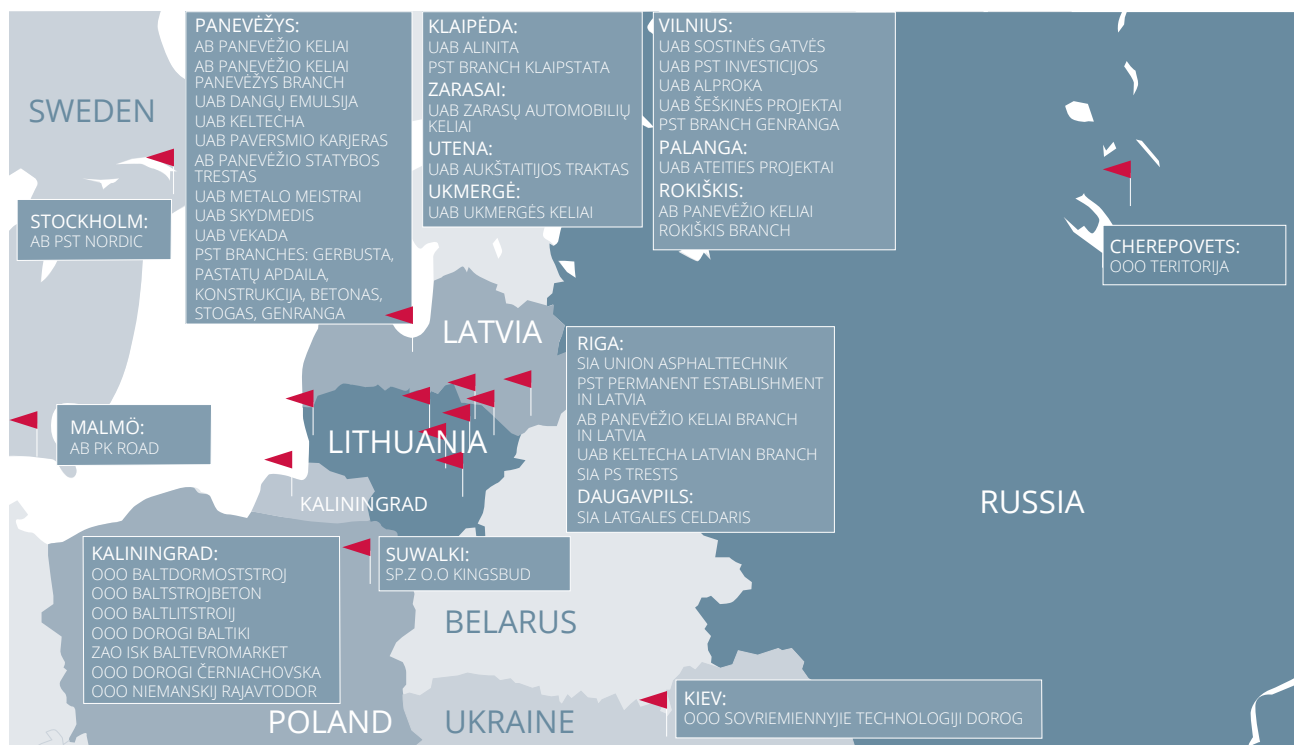 SWEDEN
STOCKHOLM:
AB PST NORDIC
MALMÖ:
AB PK ROAD
PANEVĖŽYS:
AB PANEVĖŽIO KELIAI
AB PANEVĖŽIO KELIAI
PANEVĖŽYS BRANCH
UAB DANGŲ EMULSIJA
UAB KELTECHA
UAB PAVERSMIO KARJERAS
AB PANEVĖŽIO STATYBOS
TRESTAS
UAB METALO MEISTRAI
UAB SKYDMEDIS
UAB VEKADA
PST BRANCHES: GERBUSTA,
PASTATŲ APDAILA,
KONSTRUKCIJA, BETONAS,
STOGAS, GENRANGA
KLAIPĖDA:
UAB ALINITA
PST BRANCH KLAIPSTATA
ZARASAI:
UAB ZARASŲ AUTOMOBILIŲ
KELIAI
UTENA:
UAB AUKŠTAITIJOS TRAKTAS
UKMERGĖ:
UAB UKMERGĖS KELIAI
VILNIUS:
UAB SOSTINĖS GATVĖS
UAB PST INVESTICIJOS
UAB ALPROKA
UAB ŠEŠKINĖS PROJEKTAI
PST BRANCH GENRANGA
PALANGA:
UAB ATEITIES PROJEKTAI
ROKIŠKIS:
AB PANEVĖŽIO KELIAI
ROKIŠKIS BRANCH
CHEREPOVETS:
OOO TERITORIJA
LATVIA
RIGA:
SIA UNION ASPHALTTECHNIK
PST PERMANENT ESTABLISHMENT
IN LATVIA
AB PANEVĖŽIO KELIAI BRANCH
IN LATVIA
UAB KELTECHA LATVIAN BRANCH
SIA PS TRESTS
DAUGAVPILS:
SIA LATGALES CELDARIS
LITHUANIA
KALININGRAD
RUSSIA
KALININGRAD:
OOO BALTDORMOSTSTROJ
OOO BALTSTROJBETON
OOO BALTLITSTROIJ
OOO DOROGI BALTIKI
ZAO ISK BALTEVROMARKET
OOO DOROGI ČERNIACHOVSKA
OOO NIEMANSKIJ RAJAVTODOR
SUWALKI:
SP.Z O.O KINGSBUD
BELARUS
POLAND
UKRAINE
KIEV:
OOO SOVRIEMIENNYJIE TECHNOLOGIJI DOROG